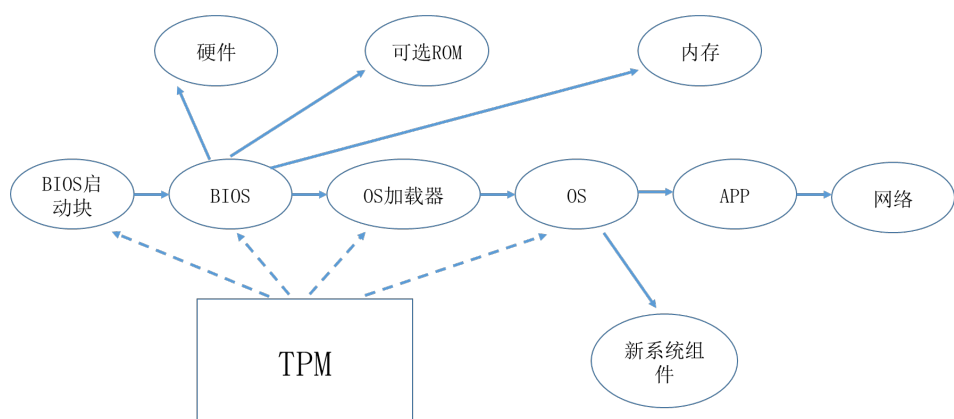 硬件
可选ROM
内存
BIOS启
动块
BIOS
OS加载器
OS
APP
网络
TPM
新系统组
件